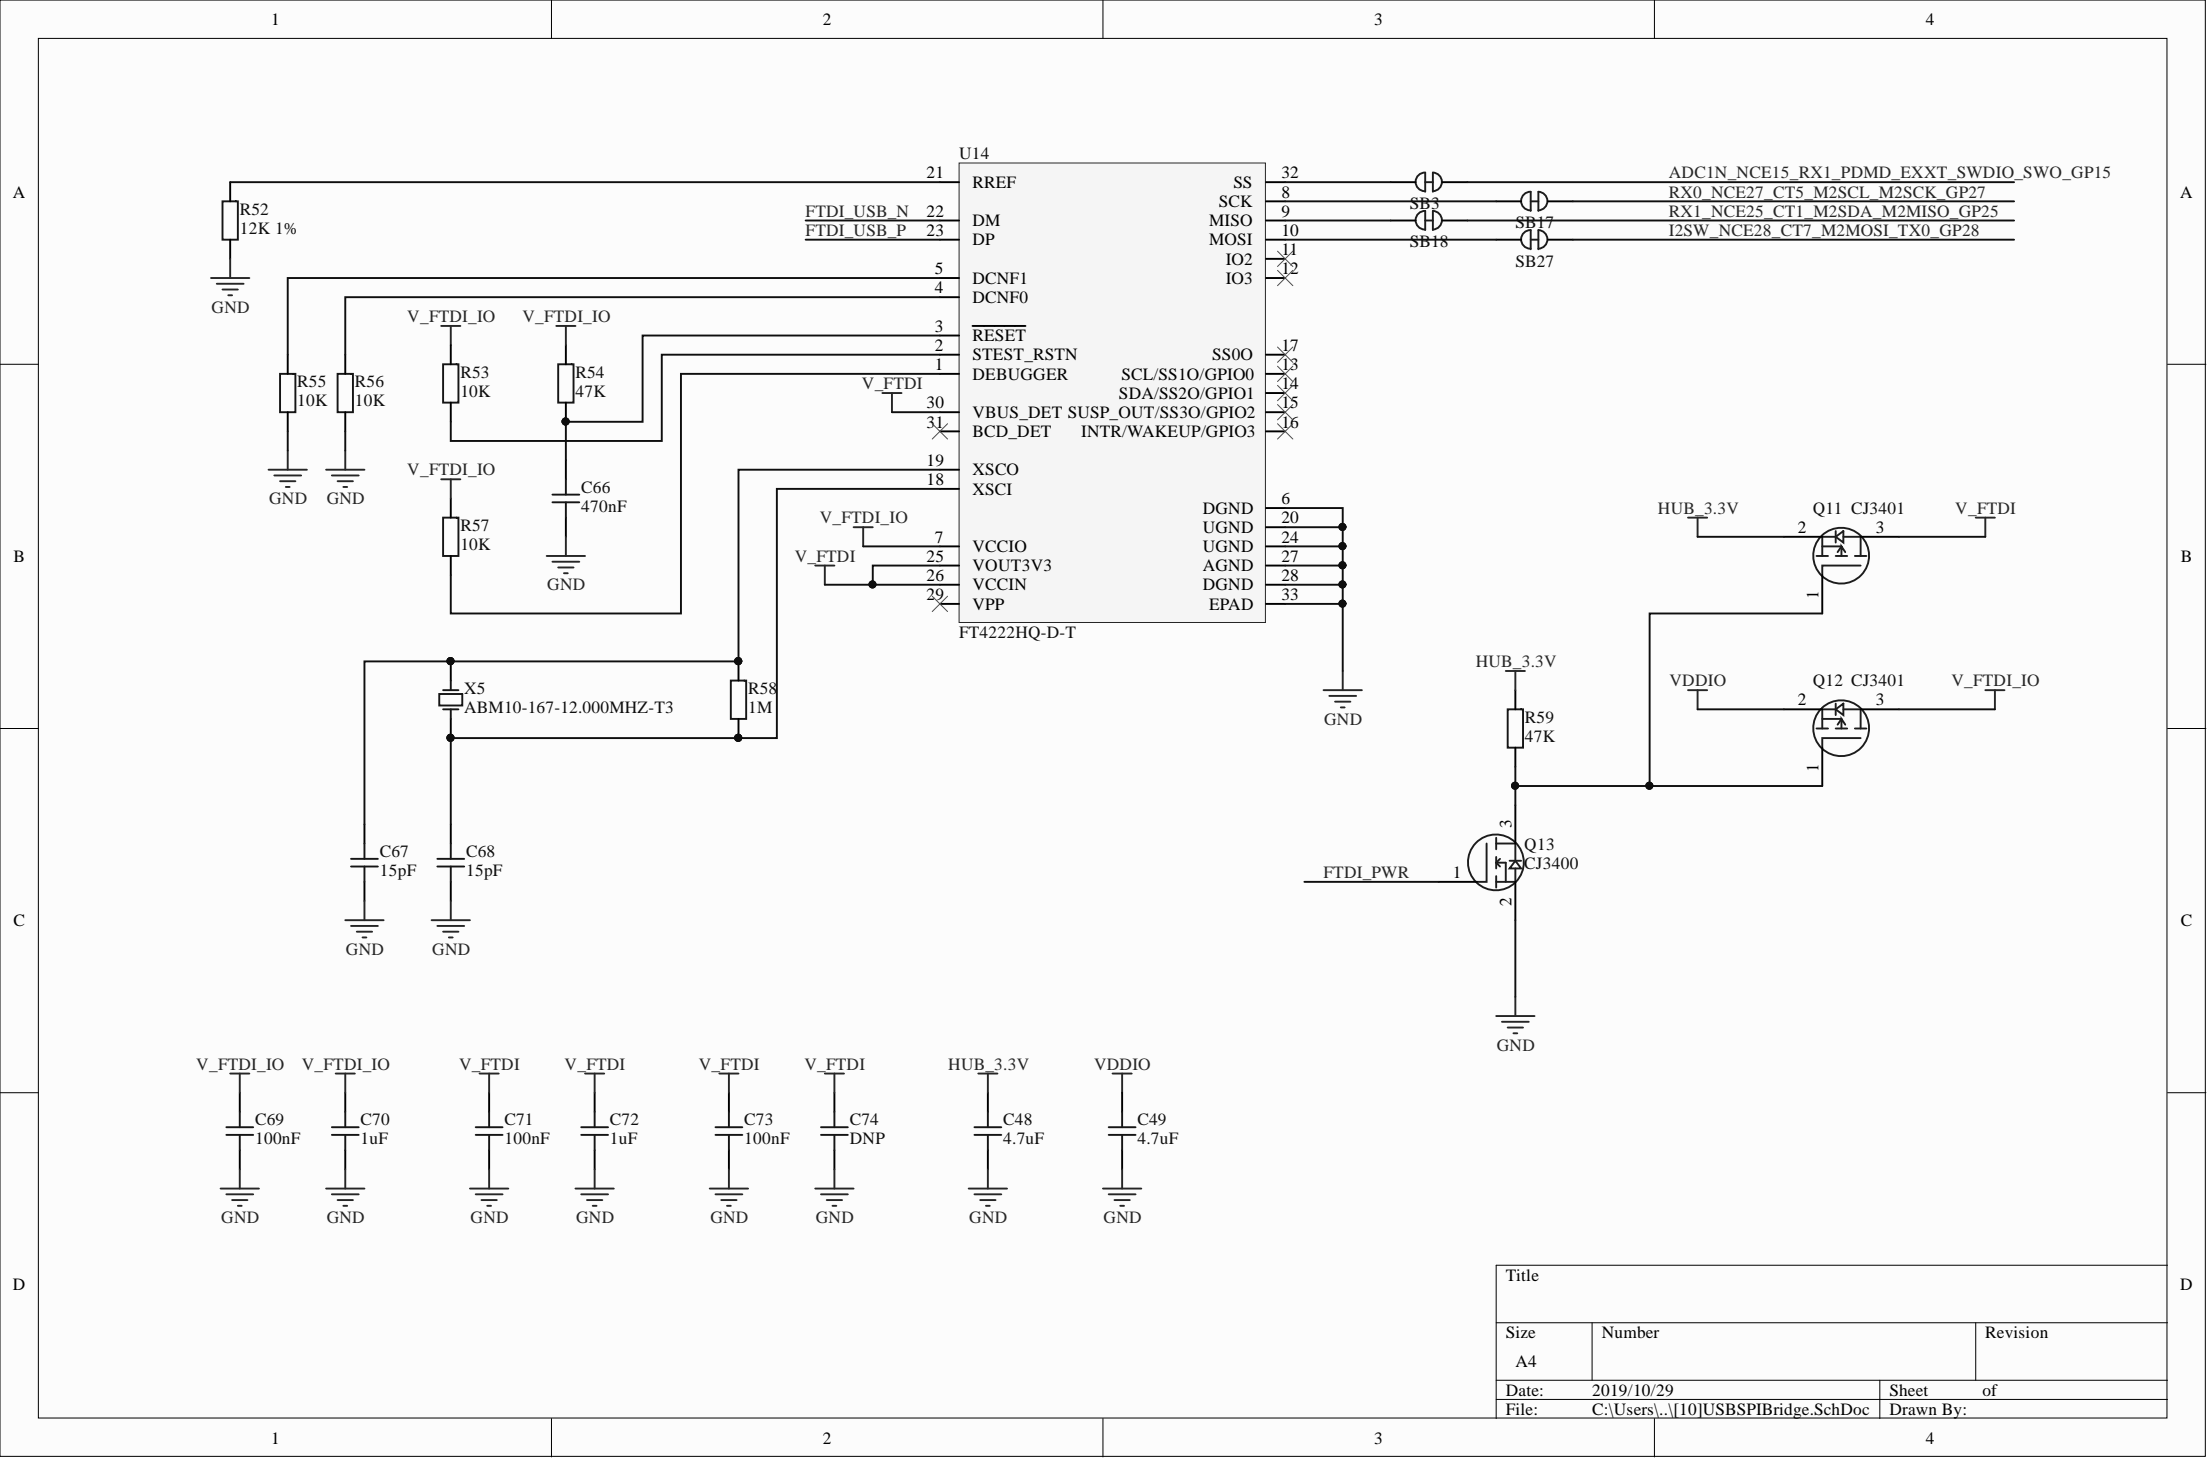 1 2 3 4
A A
B B
C C
D D
1 2 3 4
U14
21 RREF
R52
12K 1%
GND
FTDI_USB_N 22 DM
FTDI_USB_P 23 DP
5 DCNF1
4 DCNF0
3 RESET
2 STEST_RSTN
1 DEBUGGER
V_FTDI
30 VBUS_DET
31 BCD_DET
19 XSCO
18 XSCI
V_FTDI_IO
7 VCCIO
V_FTDI
25 VOUT3V3
26 VCCIN
29 VPP
FT4222HQ-D-T
SS 32
SCK 8
MISO 9
MOSI 10
IO2 11
IO3 12
SS0O 17
SCL/SS1O/GPIO0 13
SDA/SS2O/GPIO1 14
SUSP_OUT/SS3O/GPIO2 15
INTR/WAKEUP/GPIO3 16
DGND 6
UGND 20
UGND 24
AGND 27
DGND 28
EPAD 33
GND
SB3
SB17
SB18
SB27
ADC1N_NCE15_RX1_PDMD_EXXT_SWDIO_SWO_GP15
RX0_NCE27_CT5_M2SCL_M2SCK_GP27
RX1_NCE25_CT1_M2SDA_M2MISO_GP25
I2SW_NCE28_CT7_M2MOSI_TX0_GP28
R55
10K
GND
R56
10K
GND
V_FTDI_IO
R53
10K
V_FTDI_IO
R54
47K
C66
470nF
GND
V_FTDI_IO
R57
10K
X5
ABM10-167-12.000MHZ-T3
R58
1M
C67
15pF
GND
C68
15pF
GND
HUB_3.3V 2 Q11 CJ3401 3 V_FTDI
1
VDDIO 2 Q12 CJ3401 3 V_FTDI_IO
1
HUB_3.3V
R59
47K
3
Q13
CJ3400
FTDI_PWR 1
2
GND
V_FTDI_IO
C69
100nF
GND
V_FTDI_IO
C70
1uF
GND
V_FTDI
C71
100nF
GND
V_FTDI
C72
1uF
GND
V_FTDI
C73
100nF
GND
V_FTDI
C74
DNP
GND
HUB_3.3V
C48
4.7uF
GND
VDDIO
C49
4.7uF
GND
Title
Size Number Revision
A4
Date: 2019/10/29 Sheet of
File: C:\Users\..\[10]USBSPIBridge.SchDoc Drawn By: